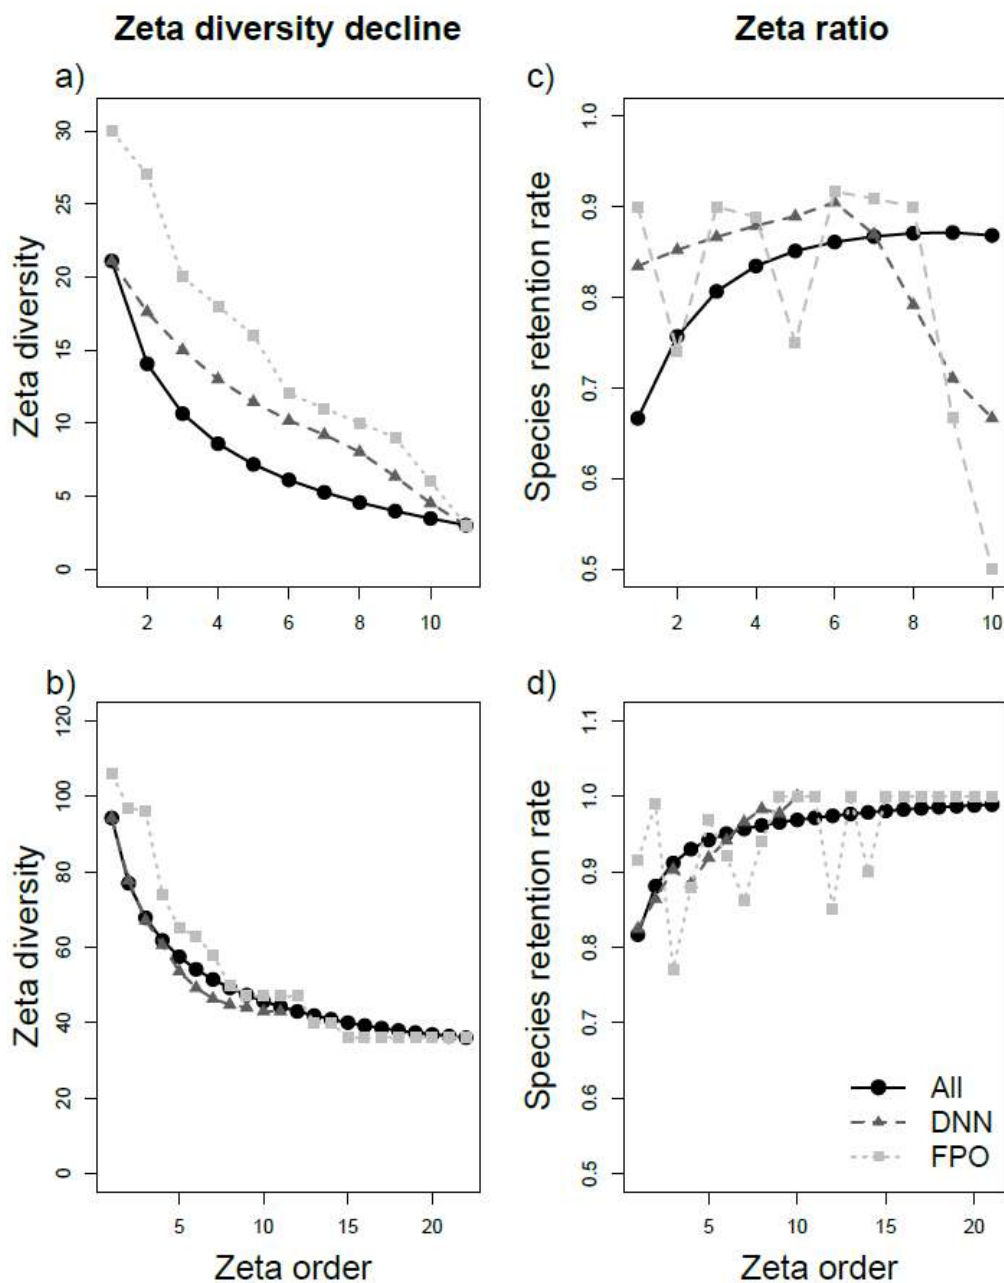 Zeta diversity decline
Zeta ratio
a)
Zeta diversity
30
25
20
15
10
5
0
2 4 6 8 10
c)
Species retention rate
1.0
0.9
0.8
0.7
0.6
0.5
2 4 6 8 10
b)
Zeta diversity
120
100
80
60
40
20
0
5 10 15 20
Zeta order
d)
Species retention rate
1.1
1.0
0.9
0.8
0.7
0.6
0.5
All
DNN
FPO
5 10 15 20
Zeta order